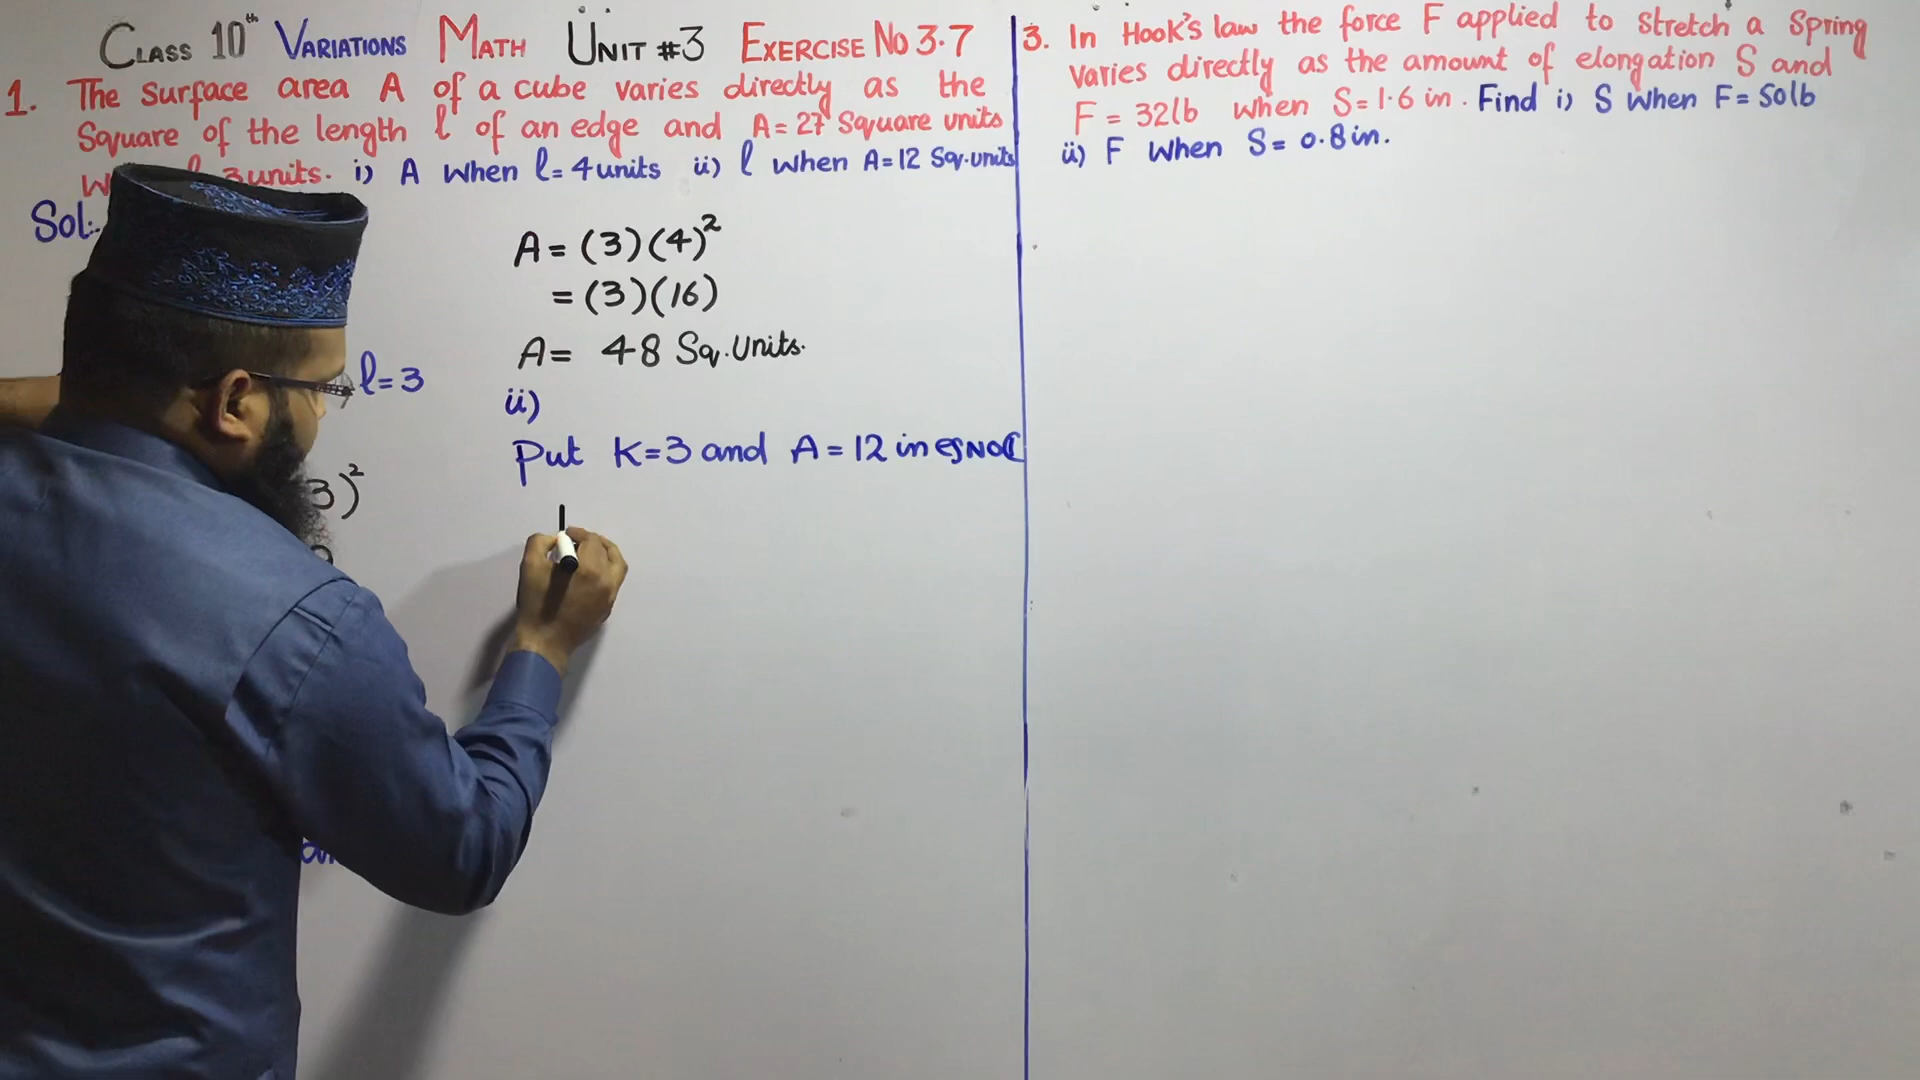 CLASS 10th VARIATIONS MATH UNIT #3 EXERCISE NO 3.7
1. The Surface area A of a cube varies directly as the
Square of the length l of an edge and A = 27 Square units
3 units. i) A when l = 4 units ii) l when A = 12 Sq. units
Sol:.
l = 3
3)²
A = (3)(4)²
= (3)(16)
A = 48 Sq. Units.
ii)
Put K = 3 and A = 12 in
3. In Hook's law the force F applied to stretch a Spring
varies directly as the amount of elongation S and
F = 32lb when S = 1.6 in. Find i) S when F = 50lb
ii) F when S = 0.8 in.